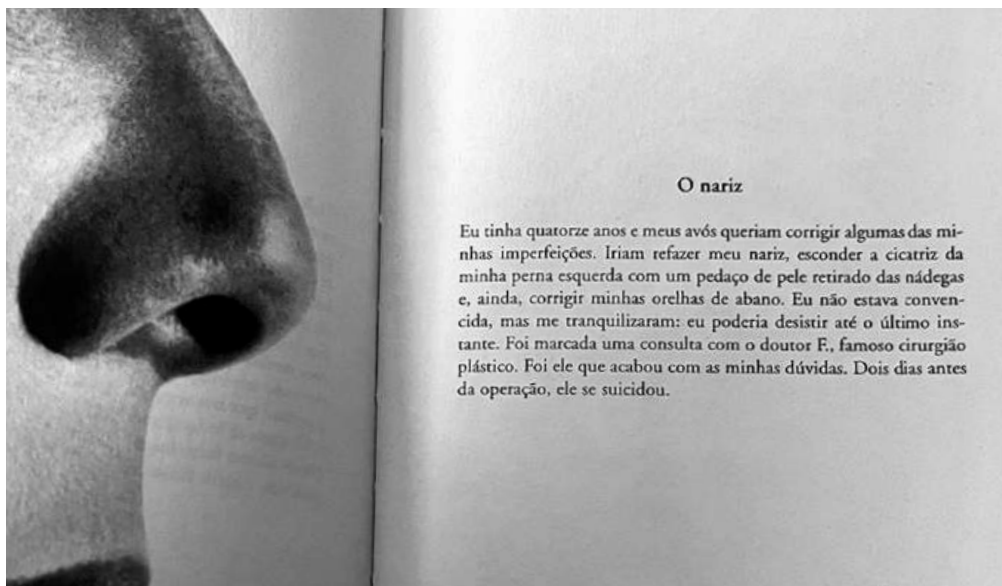 O nariz
Eu tinha quatorze anos e meus avós queriam corrigir algumas das mi-
nhas imperfeições. Iriam refazer meu nariz, esconder a cicatriz da
minha perna esquerda com um pedaço de pele retirado das nádegas
e, ainda, corrigir minhas orelhas de abano. Eu não estava conven-
cida, mas me tranquilizaram: eu poderia desistir até o último ins-
tante. Foi marcada uma consulta com o doutor F., famoso cirurgião
plástico. Foi ele que acabou com as minhas dúvidas. Dois dias antes
da operação, ele se suicidou.